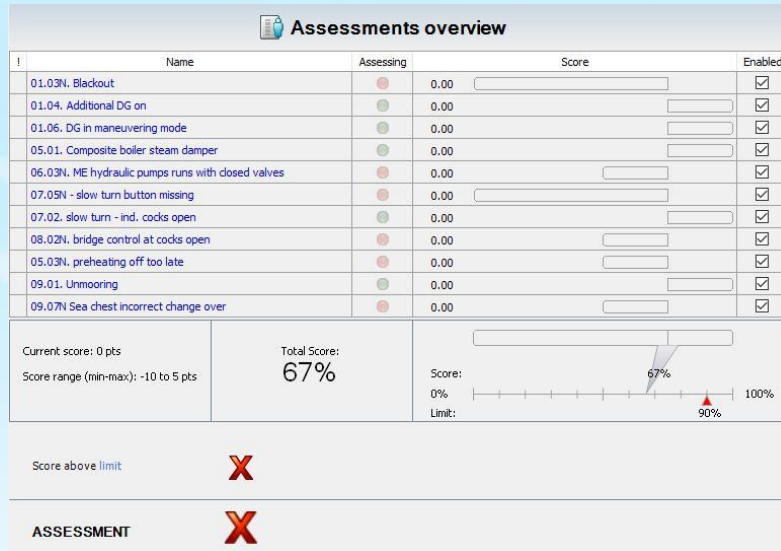 Assessments overview
! Name Assessing Score Enabled
01.03N. Blackout 0.00
01.04. Additional DG on 0.00
01.06. DG in maneuvering mode 0.00
05.01. Composite boiler steam damper 0.00
06.03N. ME hydraulic pumps runs with closed valves 0.00
07.05N - slow turn button missing 0.00
07.02. slow turn - ind. cocks open 0.00
08.02N. bridge control at cocks open 0.00
05.03N. preheating off too late 0.00
09.01. Unmooring 0.00
09.07N Sea chest incorrect change over 0.00
Current score: 0 pts
Score range (min-max): -10 to 5 pts
Total Score:
67%
Score: 67%
0% 100%
Limit: 90%
Score above limit
ASSESSMENT